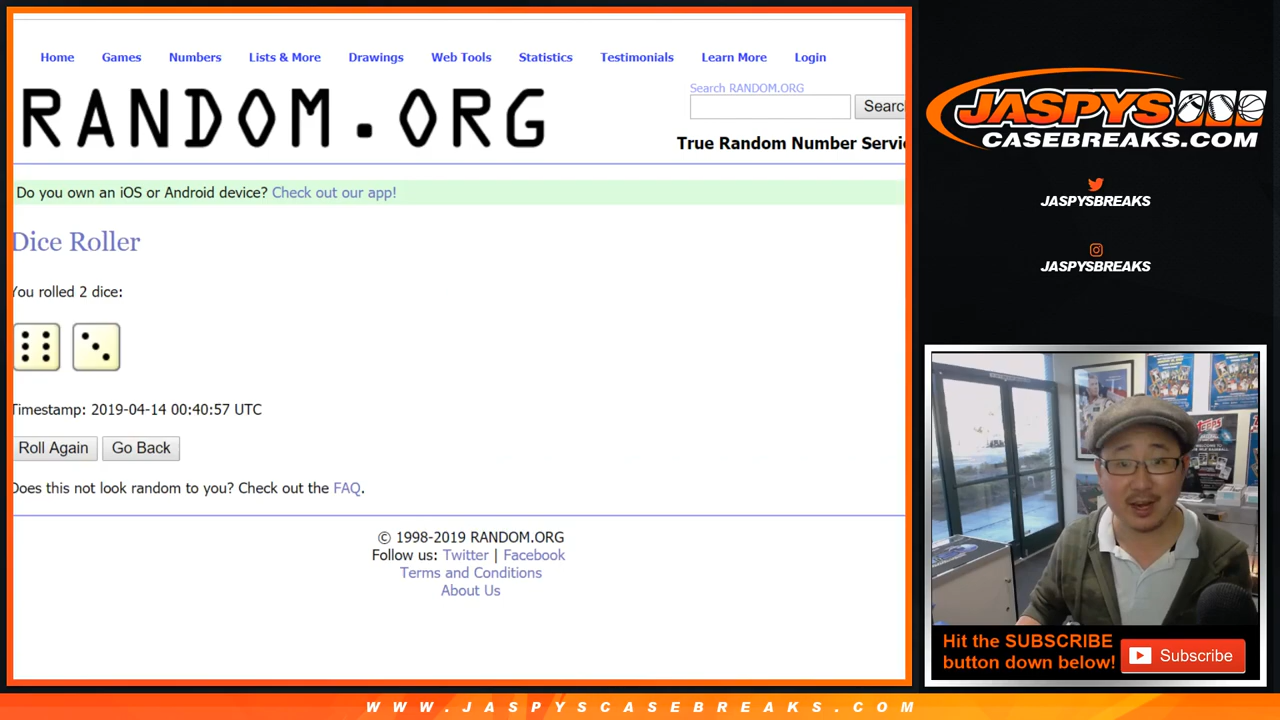 Home Games Numbers Lists & More Drawings Web Tools Statistics Testimonials Learn More Login
RANDOM.ORG
Search RANDOM.ORG
Search
True Random Number Servi
Do you own an iOS or Android device? Check out our app!
Dice Roller
You rolled 2 dice:
Timestamp: 2019-04-14 00:40:57 UTC
Roll Again Go Back
Does this not look random to you? Check out the FAQ.
© 1998-2019 RANDOM.ORG
Follow us: Twitter | Facebook
Terms and Conditions
About Us
JASPYS
CASEBREAKS.COM
JASPYSBREAKS
JASPYSBREAKS
topps
Hit the SUBSCRIBE
button down below!
Subscribe
WWW.JASPYSCASEBREAKS.COM